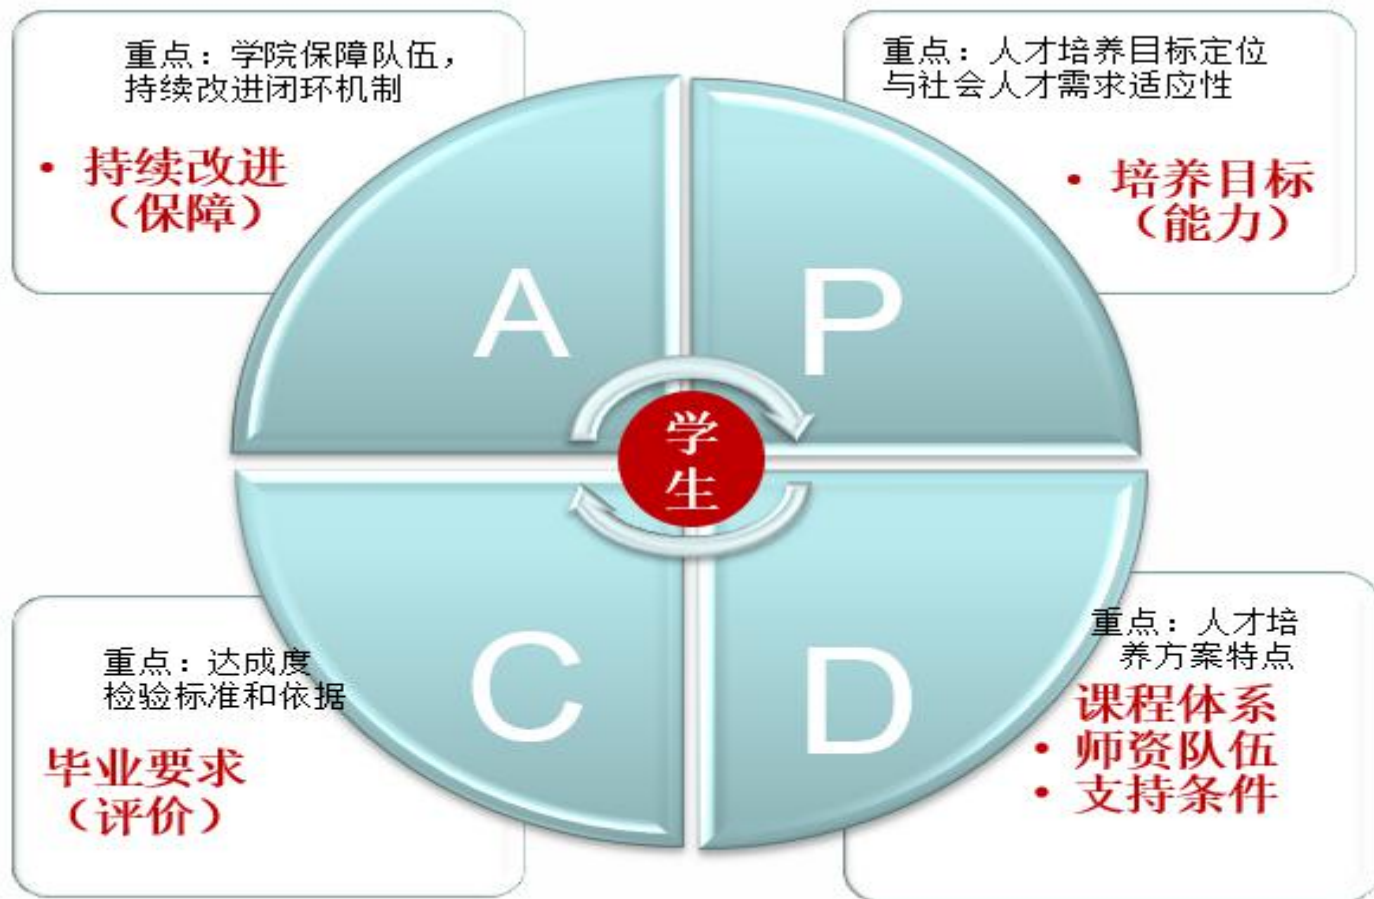 重点：学院保障队伍，
持续改进闭环机制
• 持续改进
（保障）
重点：人才培养目标定位
与社会人才需求适应性
• 培养目标
（能力）
A
P
学
生
C
D
重点：达成度
检验标准和依据
毕业要求
（评价）
重点：人才培
养方案特点
课程体系
• 师资队伍
• 支持条件